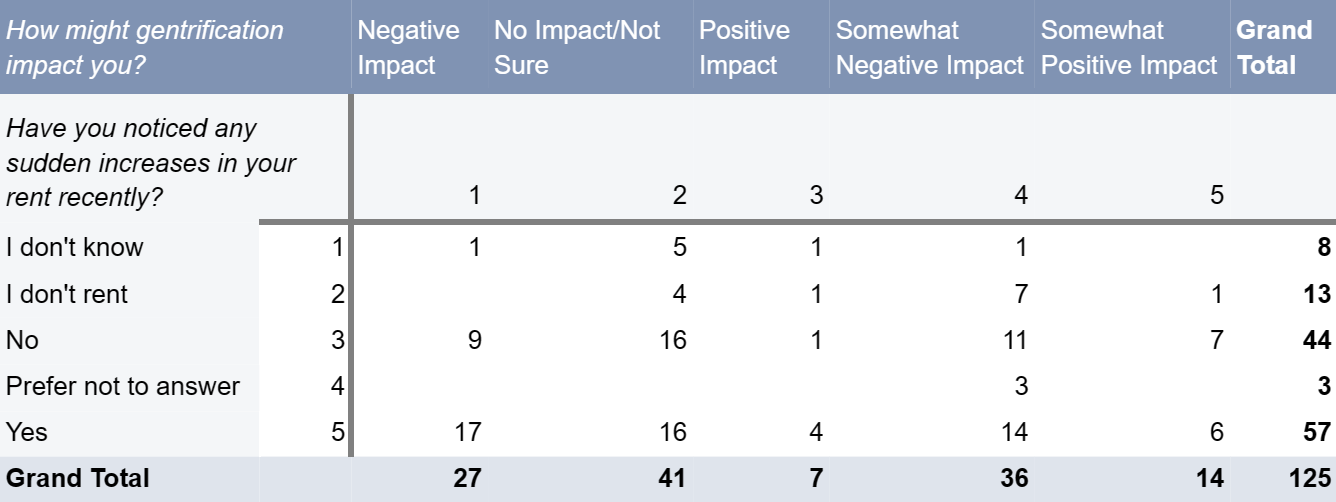 How might gentrification impact you? Negative Impact No Impact/Not Sure Positive Impact Somewhat Negative Impact Somewhat Positive Impact Grand Total
Have you noticed any
sudden increases in your
rent recently? 1 2 3 4 5
I don't know 1 1 5 1 1 8
I don't rent 2 4 1 7 1 13
No 3 9 16 1 11 7 44
Prefer not to answer 4 3 3
Yes 5 17 16 4 14 6 57
Grand Total 27 41 7 36 14 125